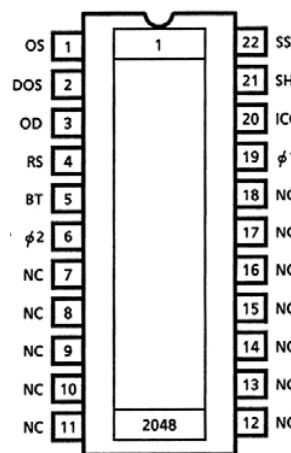 OS 1 1 22 SS
DOS 2 21 SH
OD 3 20 IC
RS 4 19 ϕ1
BT 5 18 NC
ϕ2 6 17 NC
NC 7 16 NC
NC 8 15 NC
NC 9 14 NC
NC 10 13 NC
NC 11 2048 12 NC